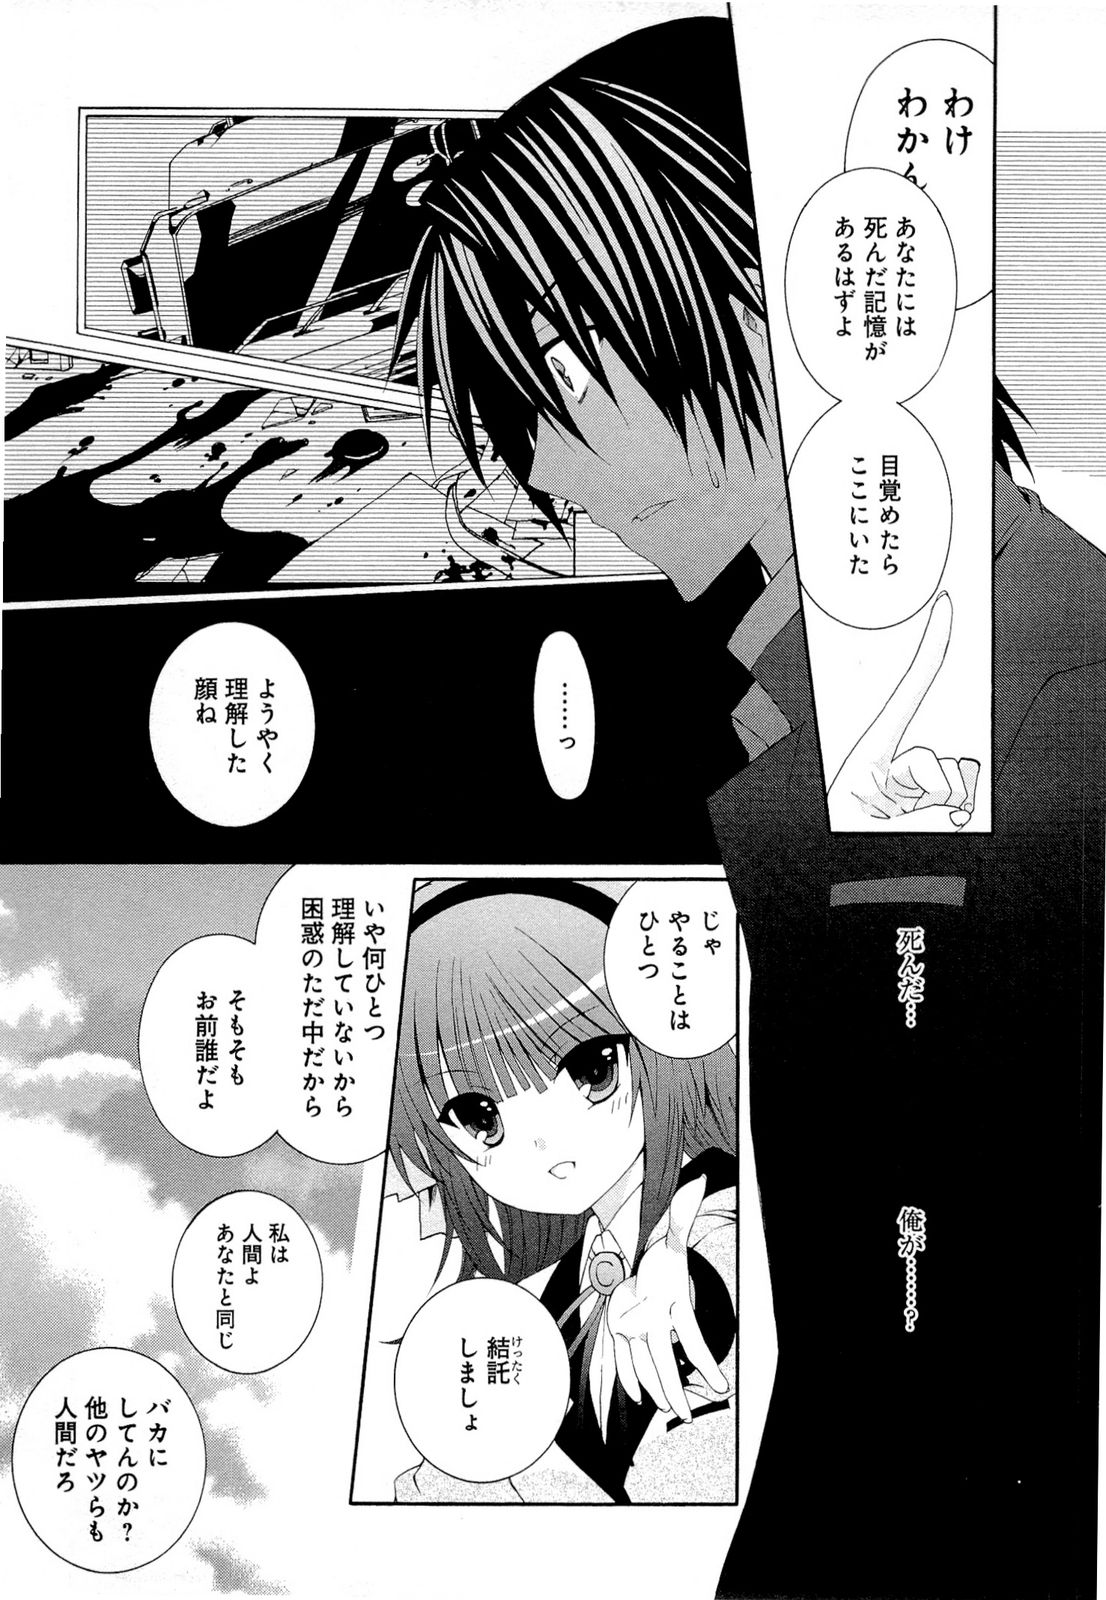 わけ
わかん
あなたには
死んだ記憶が
あるはずよ
目覚めたら
ここにいた
死んだ…
俺が……?
……っ
ようやく
理解した
顔ね
じゃ
やることは
ひとつ
結託
けったく
しましょ
いや何ひとつ
理解していないから
困惑のただ中だから
そもそも
お前誰だよ
私は
人間よ
あなたと同じ
バカに
してんのか?
他のヤツらも
人間だろ